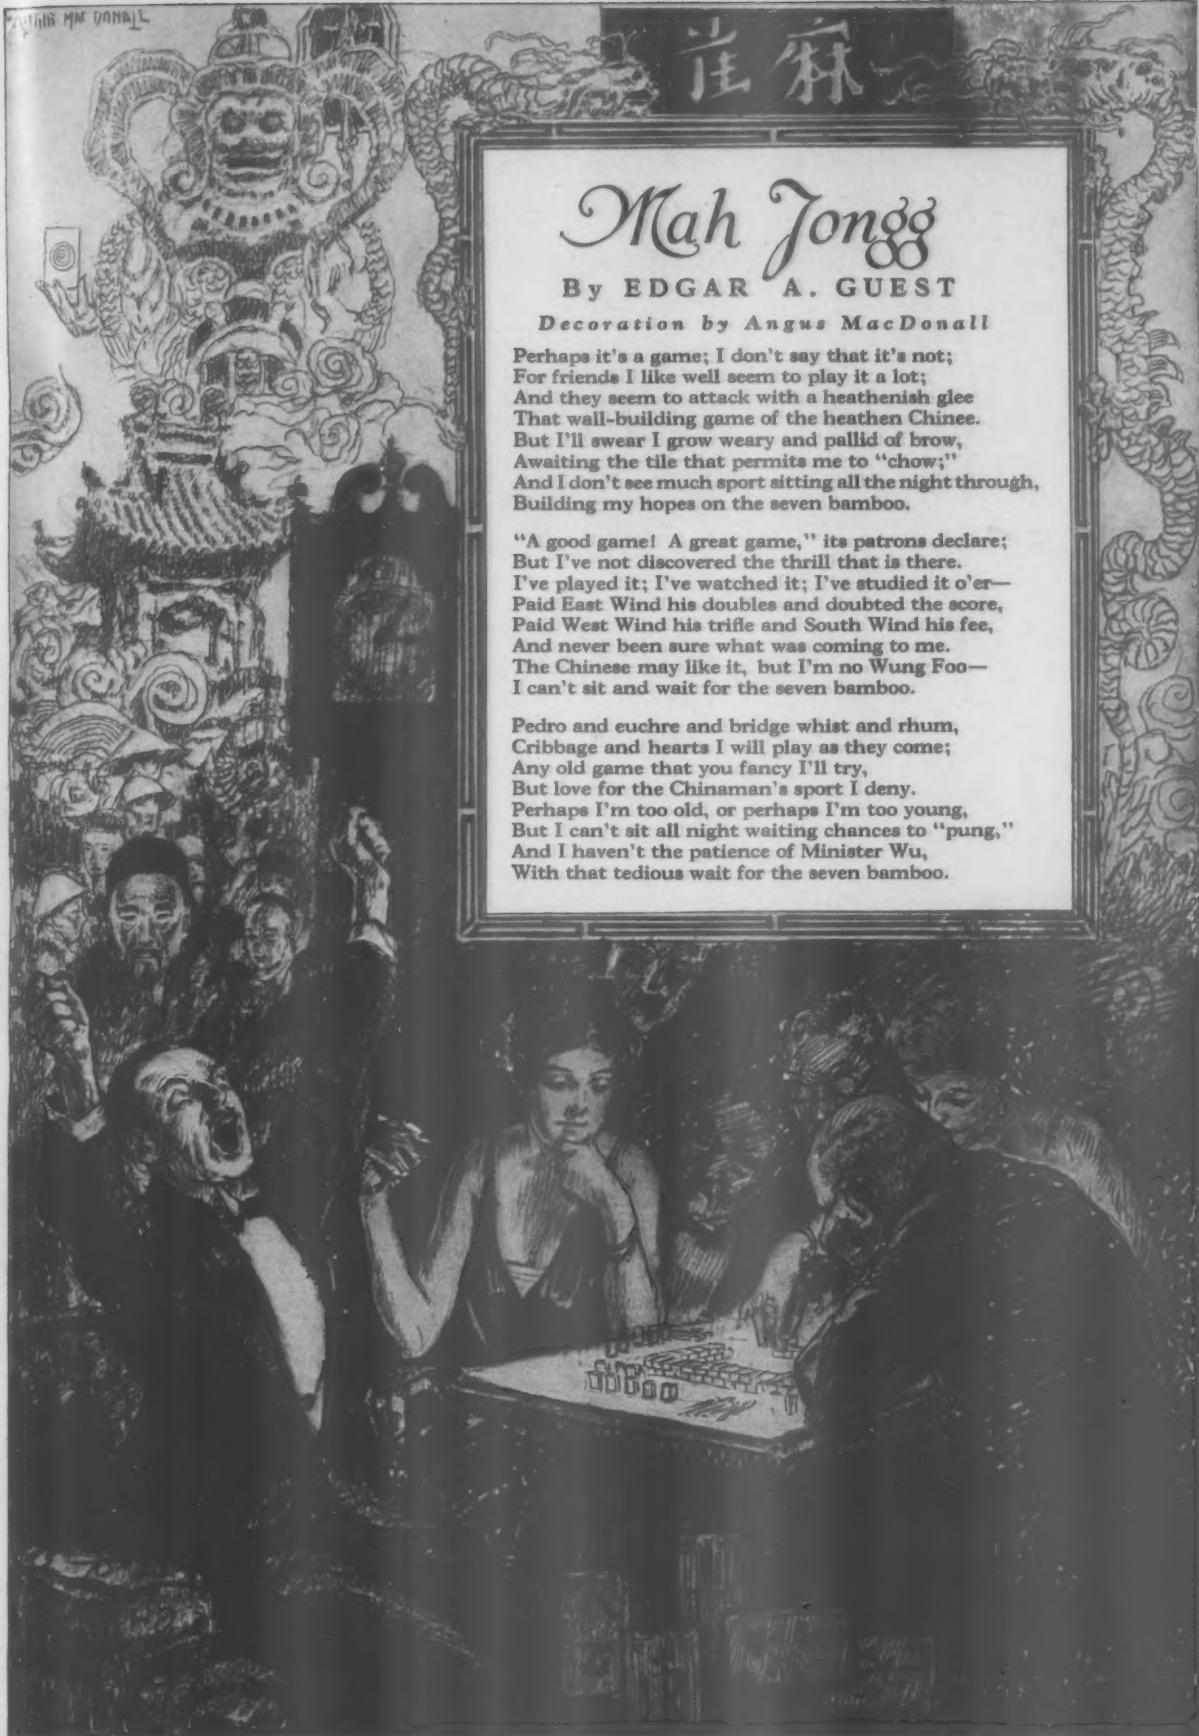 MAC DONALL
麻雀
Mah Jongg
By EDGAR A. GUEST
Decoration by Angus MacDonall
Perhaps it's a game; I don't say that it's not;
For friends I like well seem to play it a lot;
And they seem to attack with a heathenish glee
That wall-building game of the heathen Chinee.
But I'll swear I grow weary and pallid of brow,
Awaiting the tile that permits me to "chow;"
And I don't see much sport sitting all the night through,
Building my hopes on the seven bamboo.
"A good game! A great game," its patrons declare;
But I've not discovered the thrill that is there.
I've played it; I've watched it; I've studied it o'er—
Paid East Wind his doubles and doubted the score,
Paid West Wind his trifle and South Wind his fee,
And never been sure what was coming to me.
The Chinese may like it, but I'm no Wung Foo—
I can't sit and wait for the seven bamboo.
Pedro and euchre and bridge whist and rhum,
Cribbage and hearts I will play as they come;
Any old game that you fancy I'll try,
But love for the Chinaman's sport I deny.
Perhaps I'm too old, or perhaps I'm too young,
But I can't sit all night waiting chances to "pung,"
And I haven't the patience of Minister Wu,
With that tedious wait for the seven bamboo.